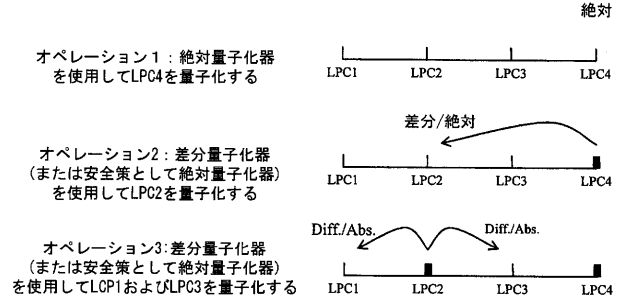 絶対
オペレーション1：絶対量子化器
を使用してLPC4を量子化する
LPC1 LPC2 LPC3 LPC4
差分/絶対
オペレーション2：差分量子化器
(または安全策として絶対量子化器)
を使用してLPC2を量子化する
LPC1 LPC2 LPC3 LPC4
Diff./Abs. Diff./Abs.
オペレーション3:差分量子化器
(または安全策として絶対量子化器)
を使用してLCP1およびLPC3を量子化する
LPC1 LPC2 LPC3 LPC4